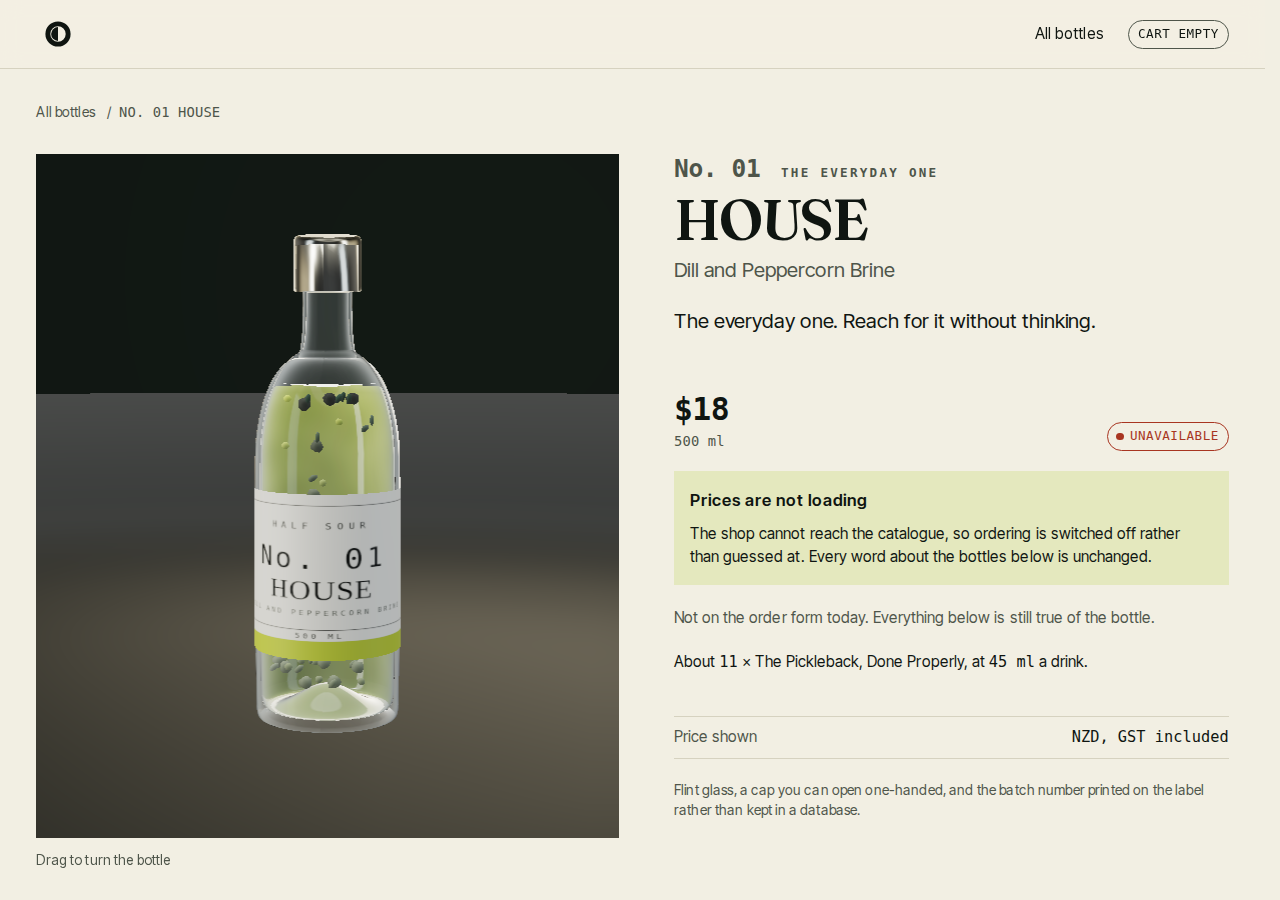 All bottles
CART EMPTY
All bottles / NO. 01 HOUSE
HALF SOUR
No. 01
HOUSE
AND PEPPERCORN
500 ML
Drag to turn the bottle
No. 01 THE EVERYDAY ONE
HOUSE
Dill and Peppercorn Brine
The everyday one. Reach for it without thinking.
$18
500 ml
UNAVAILABLE
Prices are not loading
The shop cannot reach the catalogue, so ordering is switched off rather
than guessed at. Every word about the bottles below is unchanged.
Not on the order form today. Everything below is still true of the bottle.
About 11 × The Pickleback, Done Properly, at 45 ml a drink.
Price shown
NZD, GST included
Flint glass, a cap you can open one-handed, and the batch number printed on the label
rather than kept in a database.